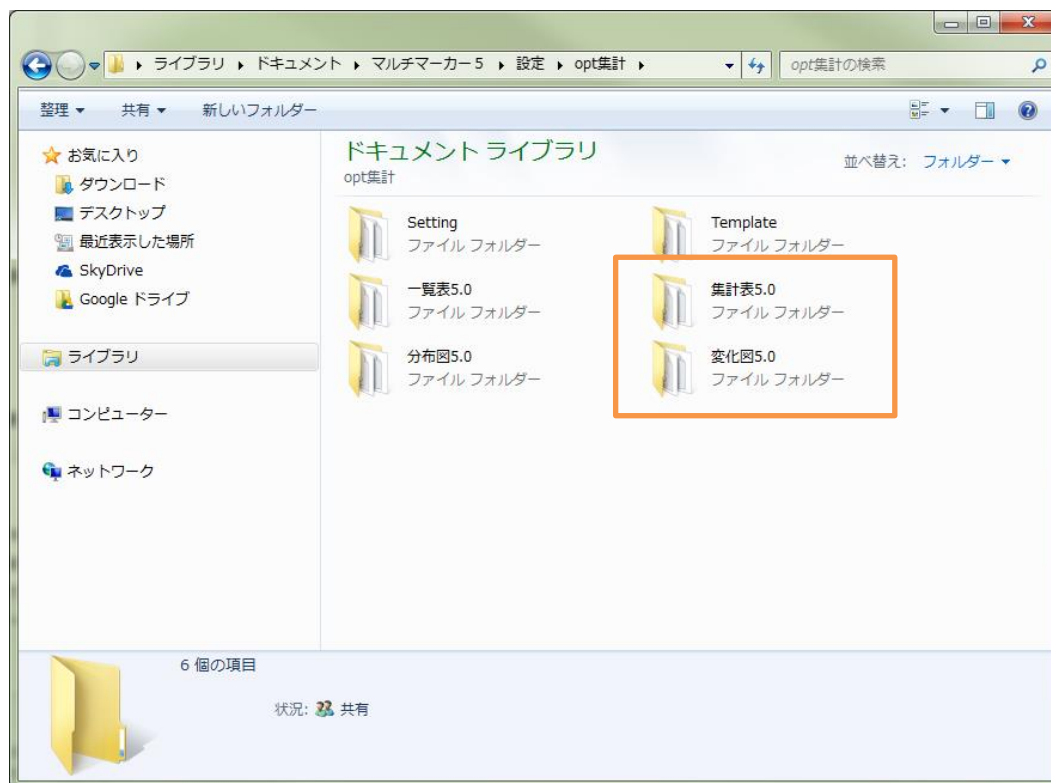 ライブラリ ▸ ドキュメント ▸ マルチマーカー5 ▸ 設定 ▸ opt集計 ▸
opt集計の検索
整理 共有 新しいフォルダー
お気に入り
ダウンロード
デスクトップ
最近表示した場所
SkyDrive
Google ドライブ
ライブラリ
コンピューター
ネットワーク
ドキュメント ライブラリ
opt集計
並べ替え: フォルダー
Setting
ファイル フォルダー
Template
ファイル フォルダー
一覧表5.0
ファイル フォルダー
集計表5.0
ファイル フォルダー
分布図5.0
ファイル フォルダー
変化図5.0
ファイル フォルダー
6 個の項目
状況: 共有